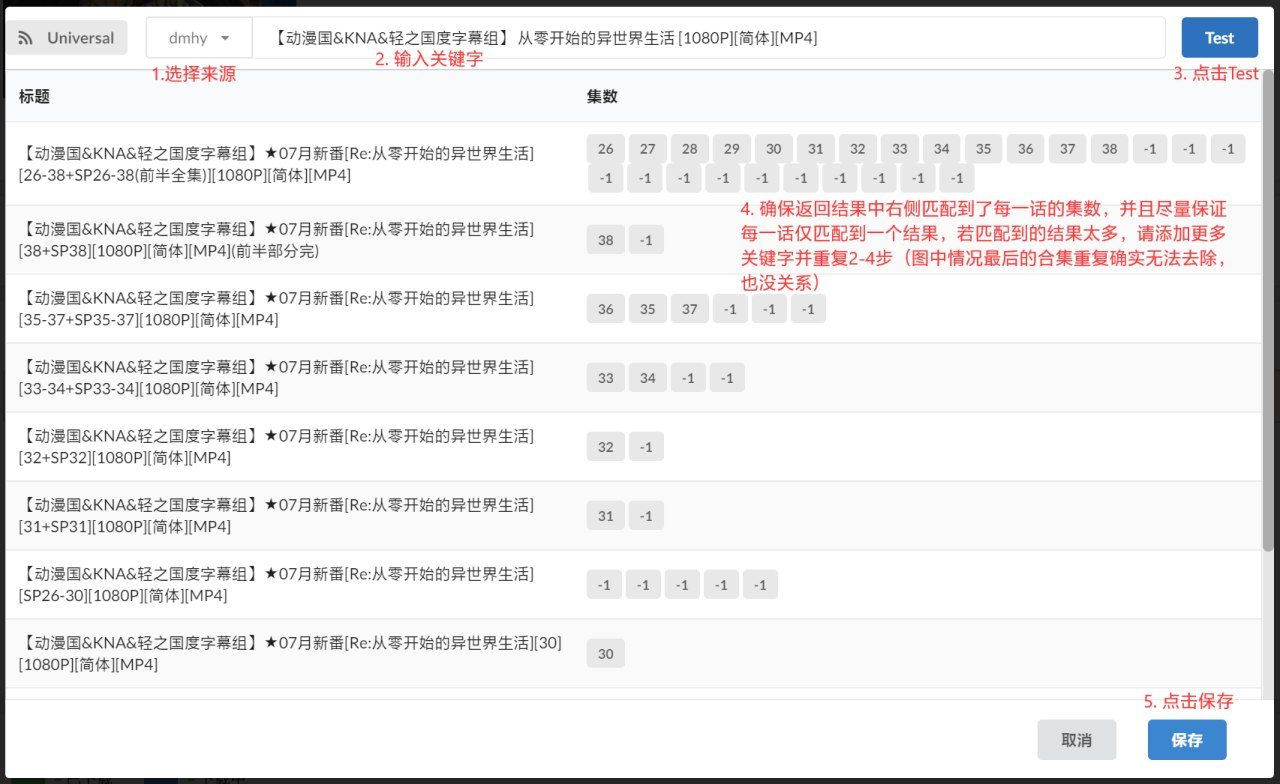 Universal
dmhy
【动漫国&KNA&轻之国度字幕组】 从零开始的异世界生活 [1080P][简体][MP4]
Test
1.选择来源
2. 输入关键字
3. 点击Test
标题
集数
【动漫国&KNA&轻之国度字幕组】★07月新番[Re:从零开始的异世界生活]
[26-38+SP26-38(前半全集)][1080P][简体][MP4]
26 27 28 29 30 31 32 33 34 35 36 37 38 -1 -1 -1
-1 -1 -1 -1 -1 -1 -1 -1 -1 -1
4. 确保返回结果中右侧匹配到了每一话的集数，并且尽量保证
每一话仅匹配到一个结果，若匹配到的结果太多，请添加更多
关键字并重复2-4步（图中情况最后的合集重复确实无法去除，
也没关系）
【动漫国&KNA&轻之国度字幕组】★07月新番[Re:从零开始的异世界生活]
[38+SP38][1080P][简体][MP4](前半部分完)
38 -1
【动漫国&KNA&轻之国度字幕组】★07月新番[Re:从零开始的异世界生活]
[35-37+SP35-37][1080P][简体][MP4]
36 35 37 -1 -1 -1
【动漫国&KNA&轻之国度字幕组】★07月新番[Re:从零开始的异世界生活]
[33-34+SP33-34][1080P][简体][MP4]
33 34 -1 -1
【动漫国&KNA&轻之国度字幕组】★07月新番[Re:从零开始的异世界生活]
[32+SP32][1080P][简体][MP4]
32 -1
【动漫国&KNA&轻之国度字幕组】★07月新番[Re:从零开始的异世界生活]
[31+SP31][1080P][简体][MP4]
31 -1
【动漫国&KNA&轻之国度字幕组】★07月新番[Re:从零开始的异世界生活]
[SP26-30][1080P][简体][MP4]
-1 -1 -1 -1 -1
【动漫国&KNA&轻之国度字幕组】★07月新番[Re:从零开始的异世界生活][30]
[1080P][简体][MP4]
30
5. 点击保存
取消
保存